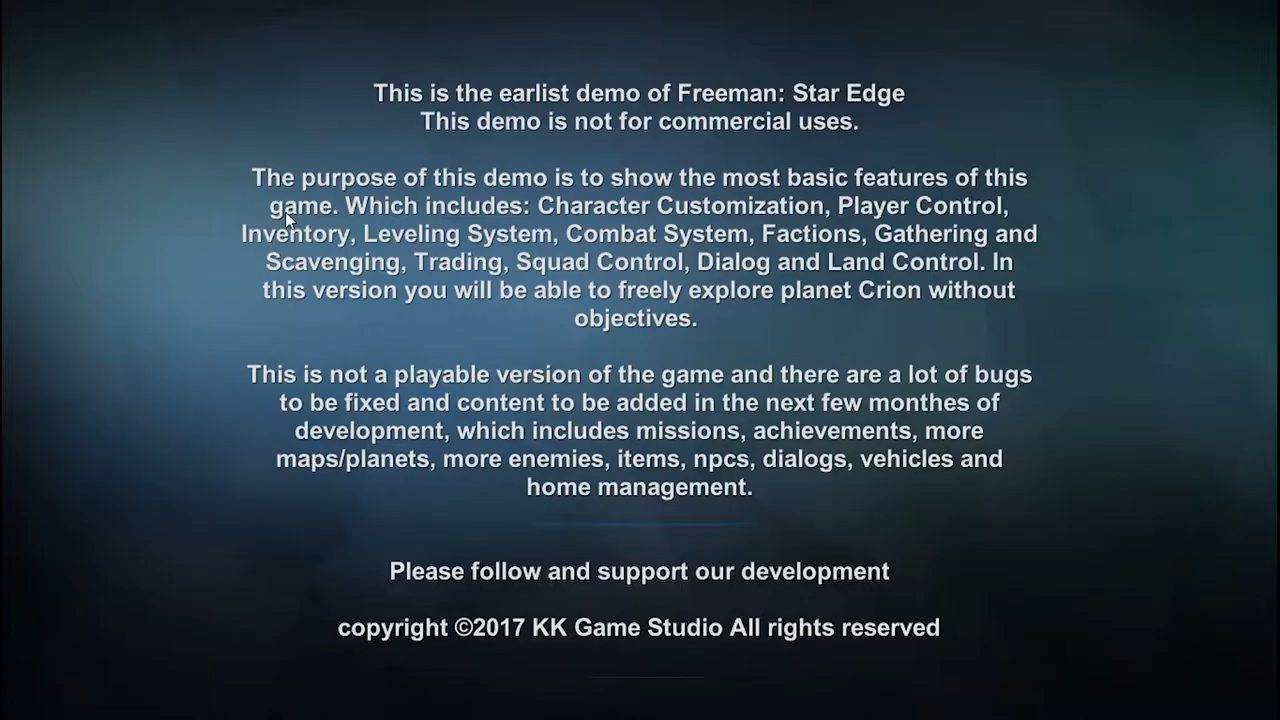 This is the earlist demo of Freeman: Star Edge
This demo is not for commercial uses.
The purpose of this demo is to show the most basic features of this
game. Which includes: Character Customization, Player Control,
Inventory, Leveling System, Combat System, Factions, Gathering and
Scavenging, Trading, Squad Control, Dialog and Land Control. In
this version you will be able to freely explore planet Crion without
objectives.
This is not a playable version of the game and there are a lot of bugs
to be fixed and content to be added in the next few monthes of
development, which includes missions, achievements, more
maps/planets, more enemies, items, npcs, dialogs, vehicles and
home management.
Please follow and support our development
copyright ©2017 KK Game Studio All rights reserved